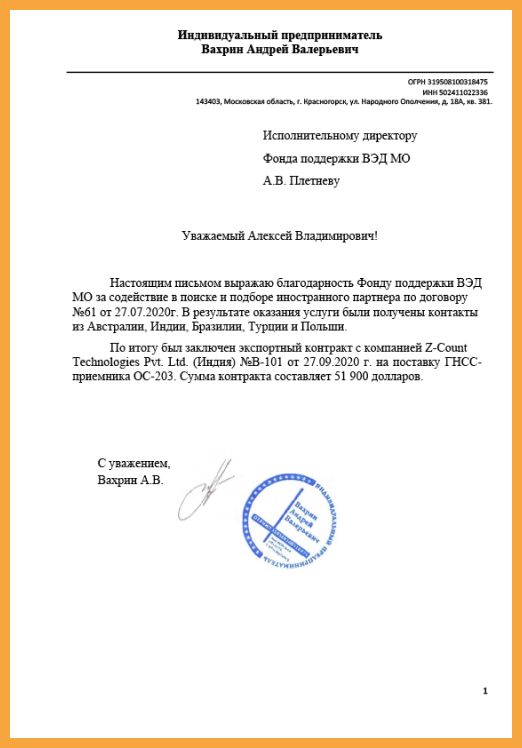 Индивидуальный предприниматель
Вахрин Андрей Валерьевич
ОГРН 319508100318475
ИНН 502411022336
143403, Московская область, г. Красногорск, ул. Народного Ополчения, д. 18А, кв. 381.
Исполнительному директору
Фонда поддержки ВЭД МО
А.В. Плетневу
Уважаемый Алексей Владимирович!
Настоящим письмом выражаю благодарность Фонду поддержки ВЭД
МО за содействие в поиске и подборе иностранного партнера по договору
№61 от 27.07.2020г. В результате оказания услуги были получены контакты
из Австралии, Индии, Бразилии, Турции и Польши.
По итогу был заключен экспортный контракт с компанией Z-Count
Technologies Pvt. Ltd. (Индия) №В-101 от 27.09.2020 г. на поставку ГНСС-
приемника ОС-203. Сумма контракта составляет 51 900 долларов.
С уважением,
Вахрин А.В.
ИНДИВИДУАЛЬНЫЙ ПРЕДПРИНИМАТЕЛЬ
Вахрин
Андрей
Валерьевич
1